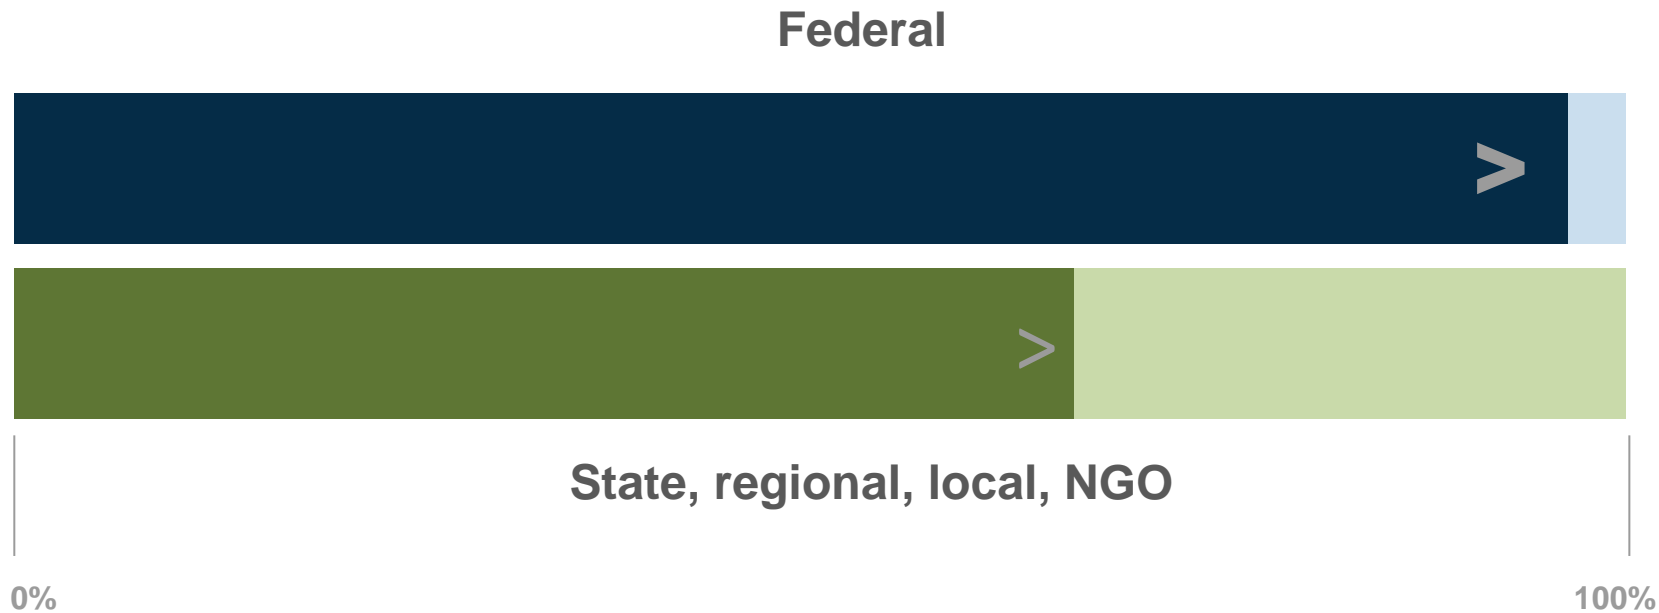 Federal
>
>
State, regional, local, NGO
0% 100%